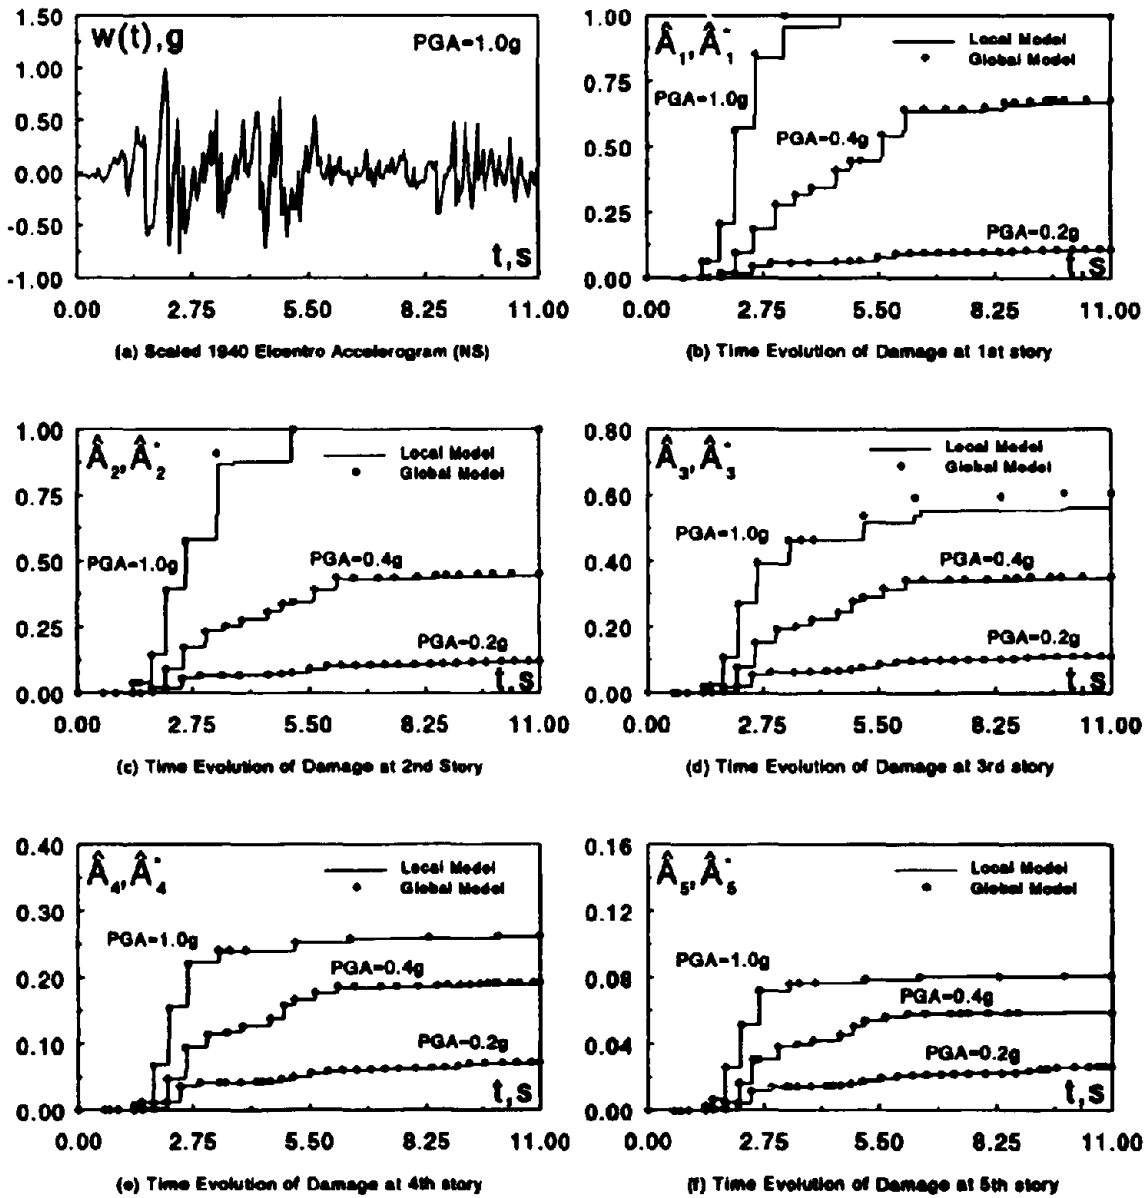 w(t),g
PGA=1.0g
1.00
0.50
0.00
-0.50
-1.00
t,s
0.00 2.75 5.50 8.25 11.00
(a) Scaled 1940 Elcentro Accelerogram (NS)
1.00
Â₁, Â₁*
Local Model
Global Model
PGA=1.0g
0.75
PGA=0.4g
0.50
0.25
PGA=0.2g
0.00
t,s
0.00 2.75 5.50 8.25 11.00
(b) Time Evolution of Damage at 1st story
1.00
Â₂, Â₂*
Local Model
Global Model
0.75
PGA=1.0g
PGA=0.4g
0.50
0.25
PGA=0.2g
0.00
t,s
0.00 2.75 5.50 8.25 11.00
(c) Time Evolution of Damage at 2nd Story
0.80
Â₃, Â₃*
Local Model
Global Model
0.60
PGA=1.0g
PGA=0.4g
0.40
0.20
PGA=0.2g
0.00
t,s
0.00 2.75 5.50 8.25 11.00
(d) Time Evolution of Damage at 3rd story
0.40
Â₄, Â₄*
Local Model
Global Model
0.30
PGA=1.0g
PGA=0.4g
0.20
0.10
PGA=0.2g
0.00
t,s
0.00 2.75 5.50 8.25 11.00
(e) Time Evolution of Damage at 4th story
0.16
Â₅, Â₅*
Local Model
Global Model
0.12
PGA=1.0g
0.08
PGA=0.4g
0.04
PGA=0.2g
0.00
t,s
0.00 2.75 5.50 8.25 11.00
(f) Time Evolution of Damage at 5th story